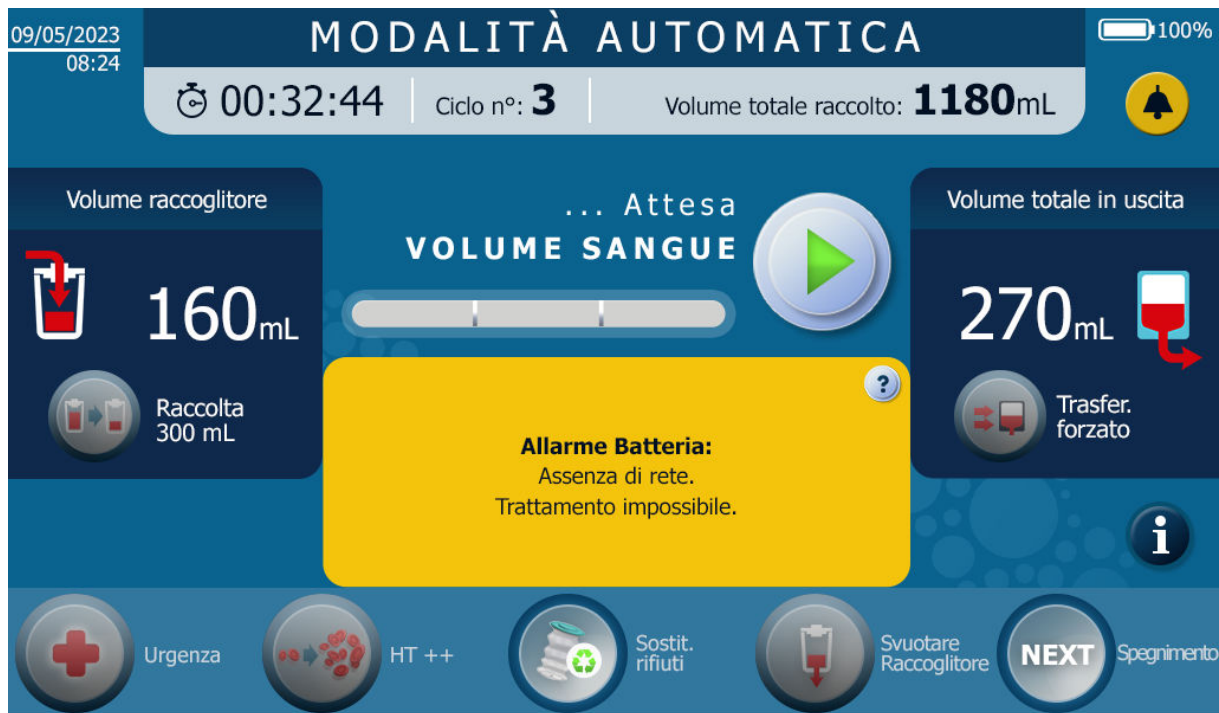 09/05/2023
08:24
MODALITÀ AUTOMATICA
100%
00:32:44
Ciclo n°: 3
Volume totale raccolto: 1180mL
Volume raccoglitore
160mL
Raccolta
300 mL
... Attesa
VOLUME SANGUE
Volume totale in uscita
270mL
Trasfer.
forzato
?
Allarme Batteria:
Assenza di rete.
Trattamento impossibile.
i
Urgenza
HT ++
Sostit.
rifiuti
Svuotare
Raccoglitore
NEXT
Spegnimento